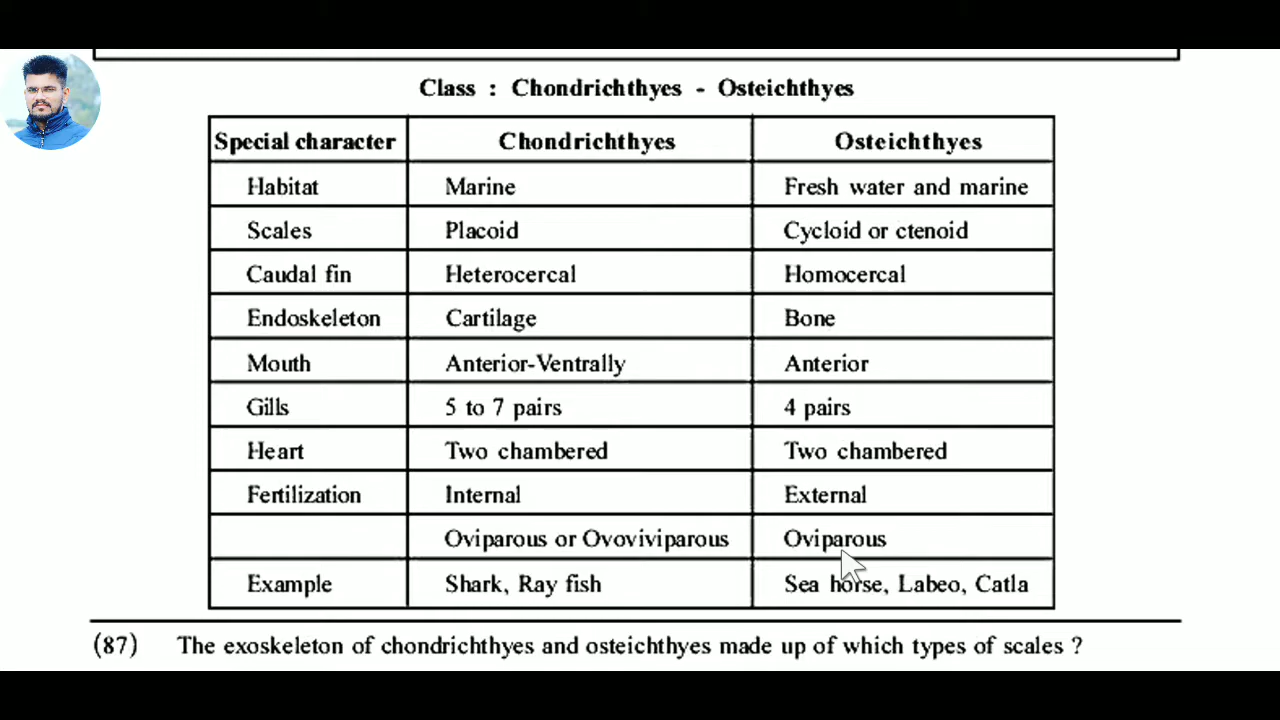 Class : Chondrichthyes - Osteichthyes
Special character Chondrichthyes Osteichthyes
Habitat Marine Fresh water and marine
Scales Placoid Cycloid or ctenoid
Caudal fin Heterocercal Homocercal
Endoskeleton Cartilage Bone
Mouth Anterior-Ventrally Anterior
Gills 5 to 7 pairs 4 pairs
Heart Two chambered Two chambered
Fertilization Internal External
Oviparous or Ovoviviparous Oviparous
Example Shark, Ray fish Sea horse, Labeo, Catla
(87) The exoskeleton of chondrichthyes and osteichthyes made up of which types of scales ?